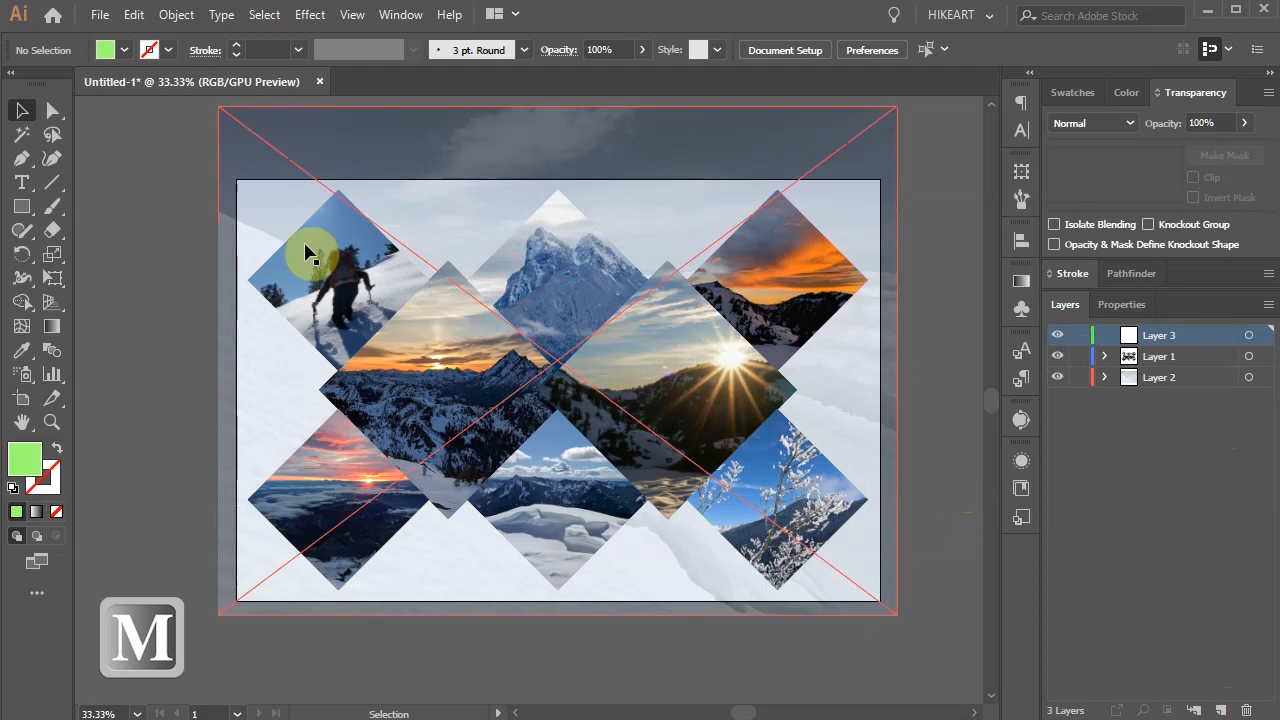 Ai File Edit Object Type Select Effect View Window Help HIKEART Search Adobe Stock
No Selection Stroke: 3 pt. Round Opacity: 100% Style: Document Setup Preferences
Untitled-1* @ 33.33% (RGB/GPU Preview) ×
Swatches Color Transparency
Normal Opacity: 100%
Make Mask
Clip
Invert Mask
Isolate Blending Knockout Group
Opacity & Mask Define Knockout Shape
Stroke Pathfinder
Layers Properties
Layer 3
Layer 1
Layer 2
M
33.33% 1 Selection 3 Layers